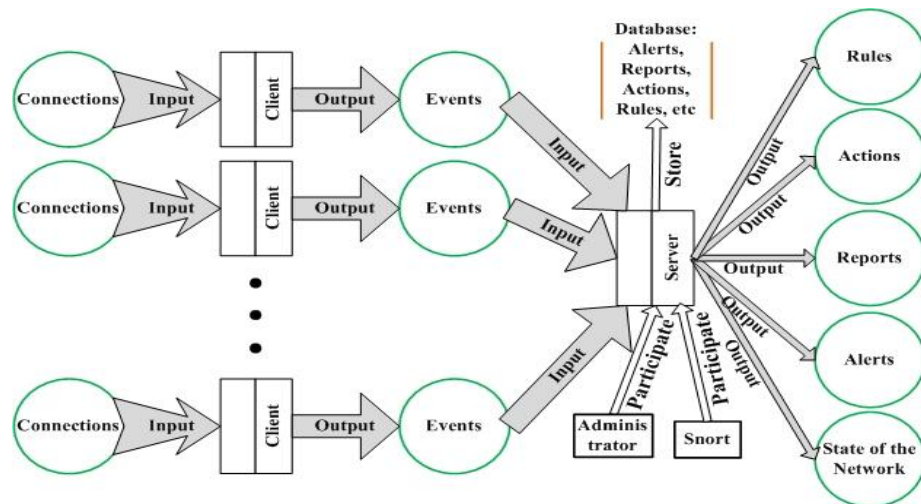 Connections
Input
Client
Output
Events
Input
Connections
Input
Client
Output
Events
Input
Connections
Input
Client
Output
Events
Input
Database:
Alerts,
Reports,
Actions,
Rules, etc
Store
Server
Participate
Participate
Adminis
trator
Snort
Output
Rules
Output
Actions
Output
Reports
Output
Alerts
Output
State of the
Network